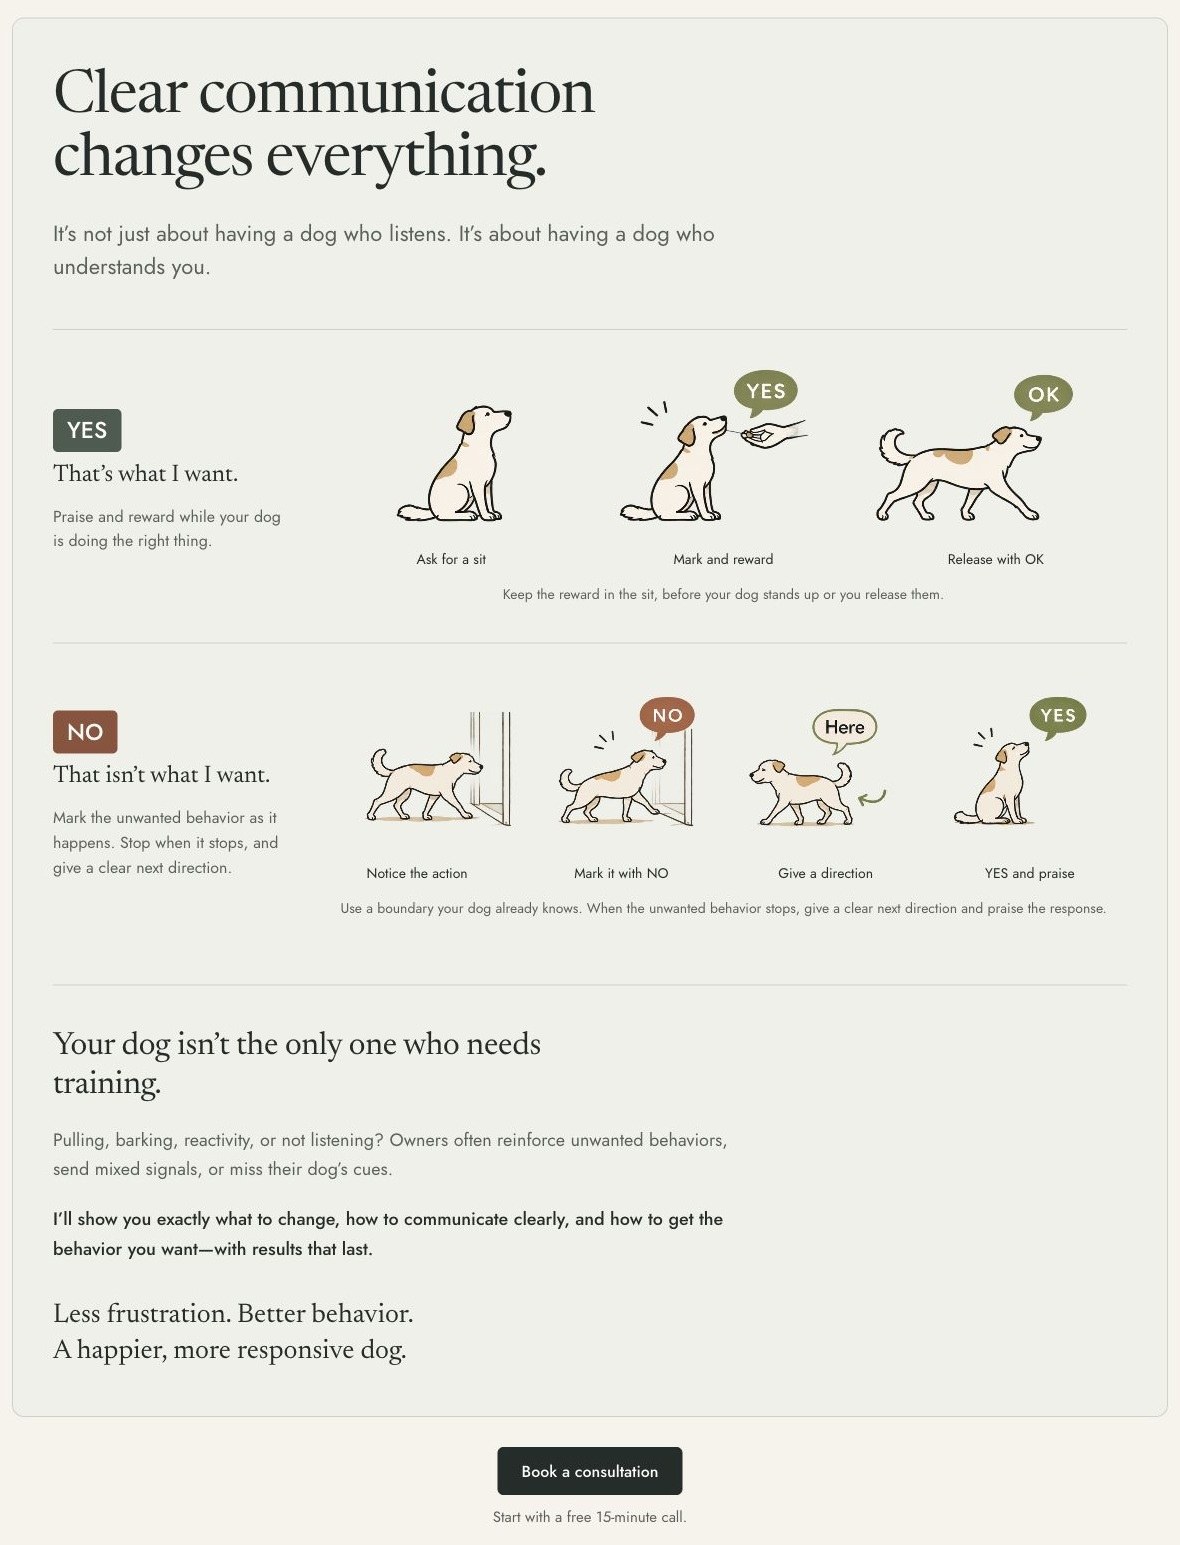 Clear communication
changes everything.
It's not just about having a dog who listens. It's about having a dog who
understands you.
YES
That's what I want.
Praise and reward while your dog
is doing the right thing.
YES
OK
Ask for a sit
Mark and reward
Release with OK
Keep the reward in the sit, before your dog stands up or you release them.
NO
That isn't what I want.
Mark the unwanted behavior as it
happens. Stop when it stops, and
give a clear next direction.
NO
Here
YES
Notice the action
Mark it with NO
Give a direction
YES and praise
Use a boundary your dog already knows. When the unwanted behavior stops, give a clear next direction and praise the response.
Your dog isn't the only one who needs
training.
Pulling, barking, reactivity, or not listening? Owners often reinforce unwanted behaviors,
send mixed signals, or miss their dog's cues.
I'll show you exactly what to change, how to communicate clearly, and how to get the
behavior you want—with results that last.
Less frustration. Better behavior.
A happier, more responsive dog.
Book a consultation
Start with a free 15-minute call.